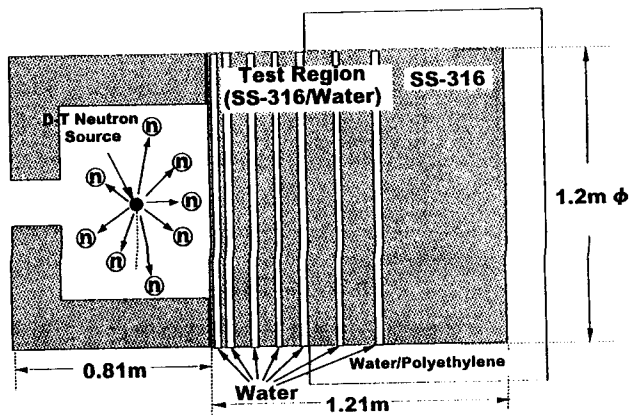 Test Region
(SS-316/Water)
SS-316
D-T Neutron
Source
n
n
n
n
n
n
n
n
n
1.2m φ
Water/Polyethylene
0.81m
Water
1.21m